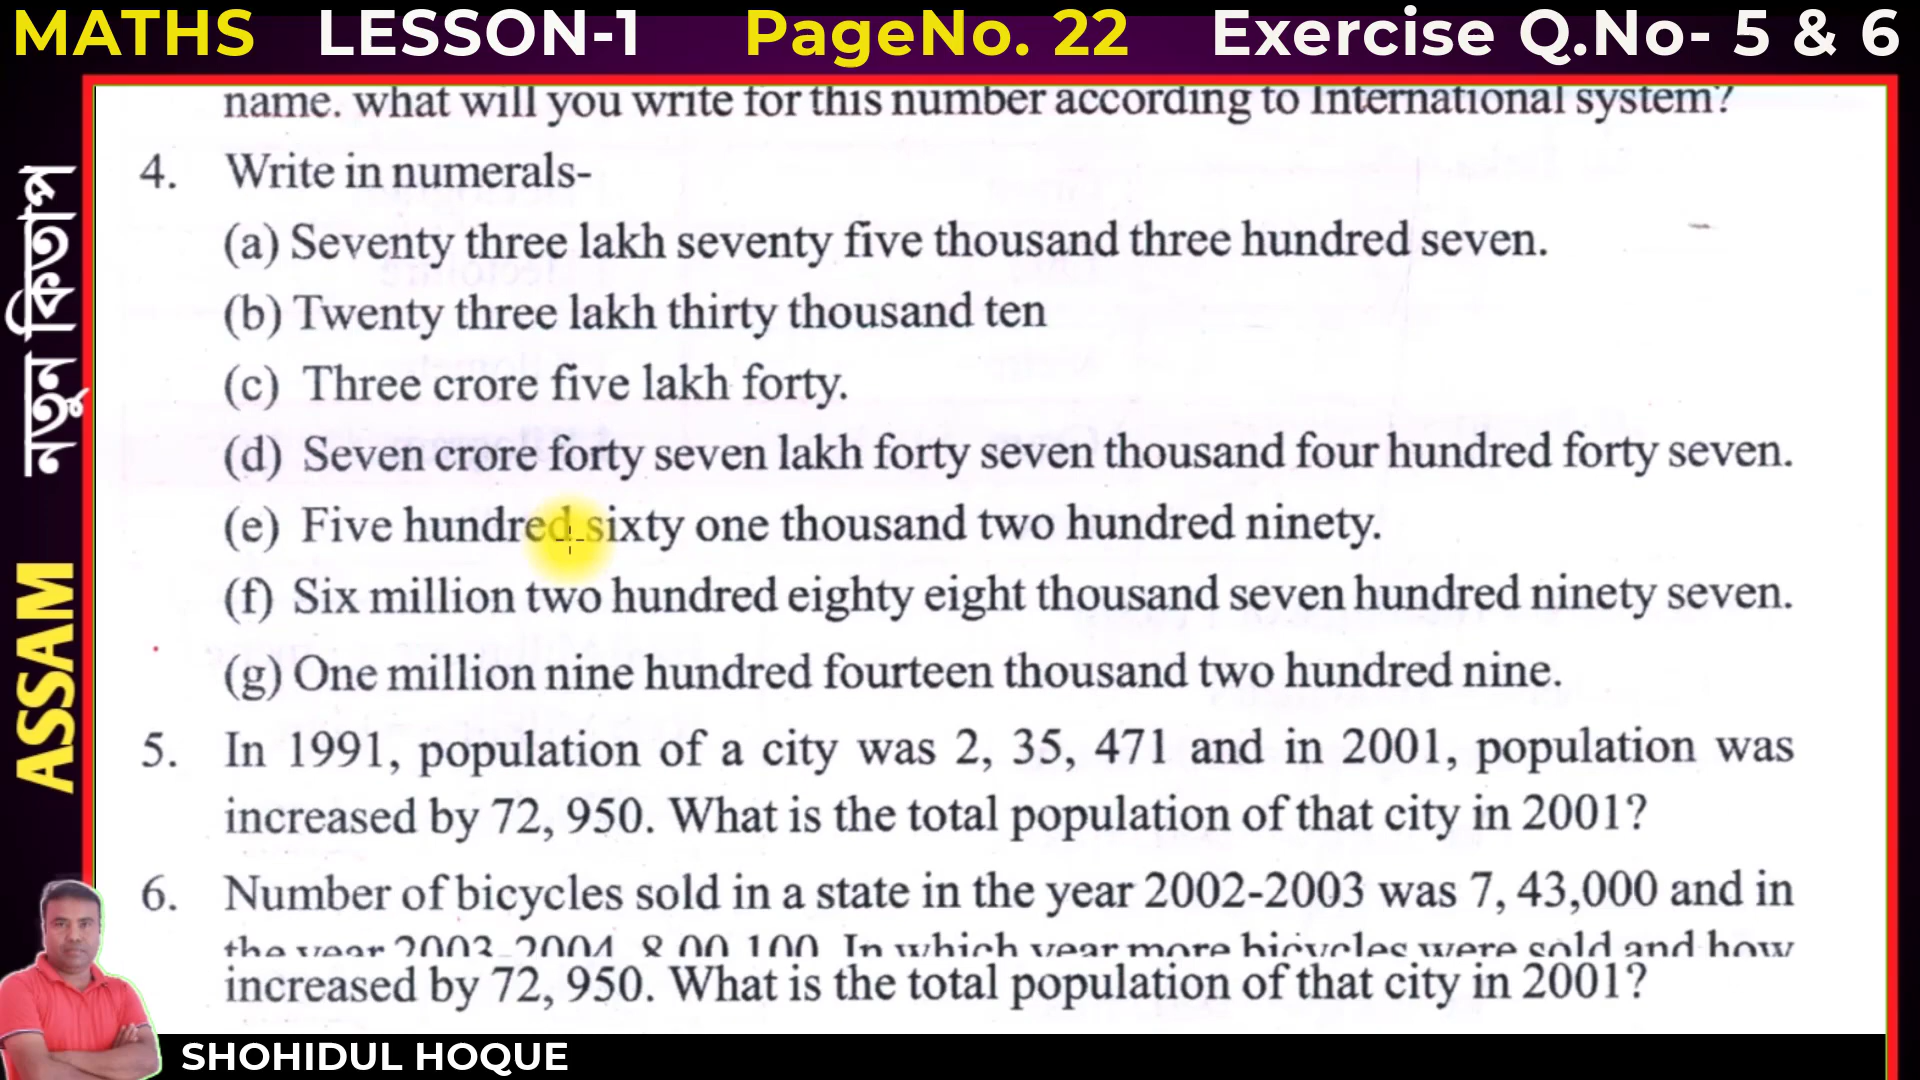 MATHS LESSON-1 PageNo. 22 Exercise Q.No- 5 & 6
name. what will you write for this number according to International system?
4. Write in numerals-
(a) Seventy three lakh seventy five thousand three hundred seven.
(b) Twenty three lakh thirty thousand ten
(c) Three crore five lakh forty.
(d) Seven crore forty seven lakh forty seven thousand four hundred forty seven.
(e) Five hundred sixty one thousand two hundred ninety.
(f) Six million two hundred eighty eight thousand seven hundred ninety seven.
(g) One million nine hundred fourteen thousand two hundred nine.
5. In 1991, population of a city was 2, 35, 471 and in 2001, population was
increased by 72, 950. What is the total population of that city in 2001?
6. Number of bicycles sold in a state in the year 2002-2003 was 7, 43,000 and in
the year 2003-2004, 8,00,100. In which year more bicycles were sold and how
increased by 72, 950. What is the total population of that city in 2001?
ASSAM নতুন কিতাপ
SHOHIDUL HOQUE